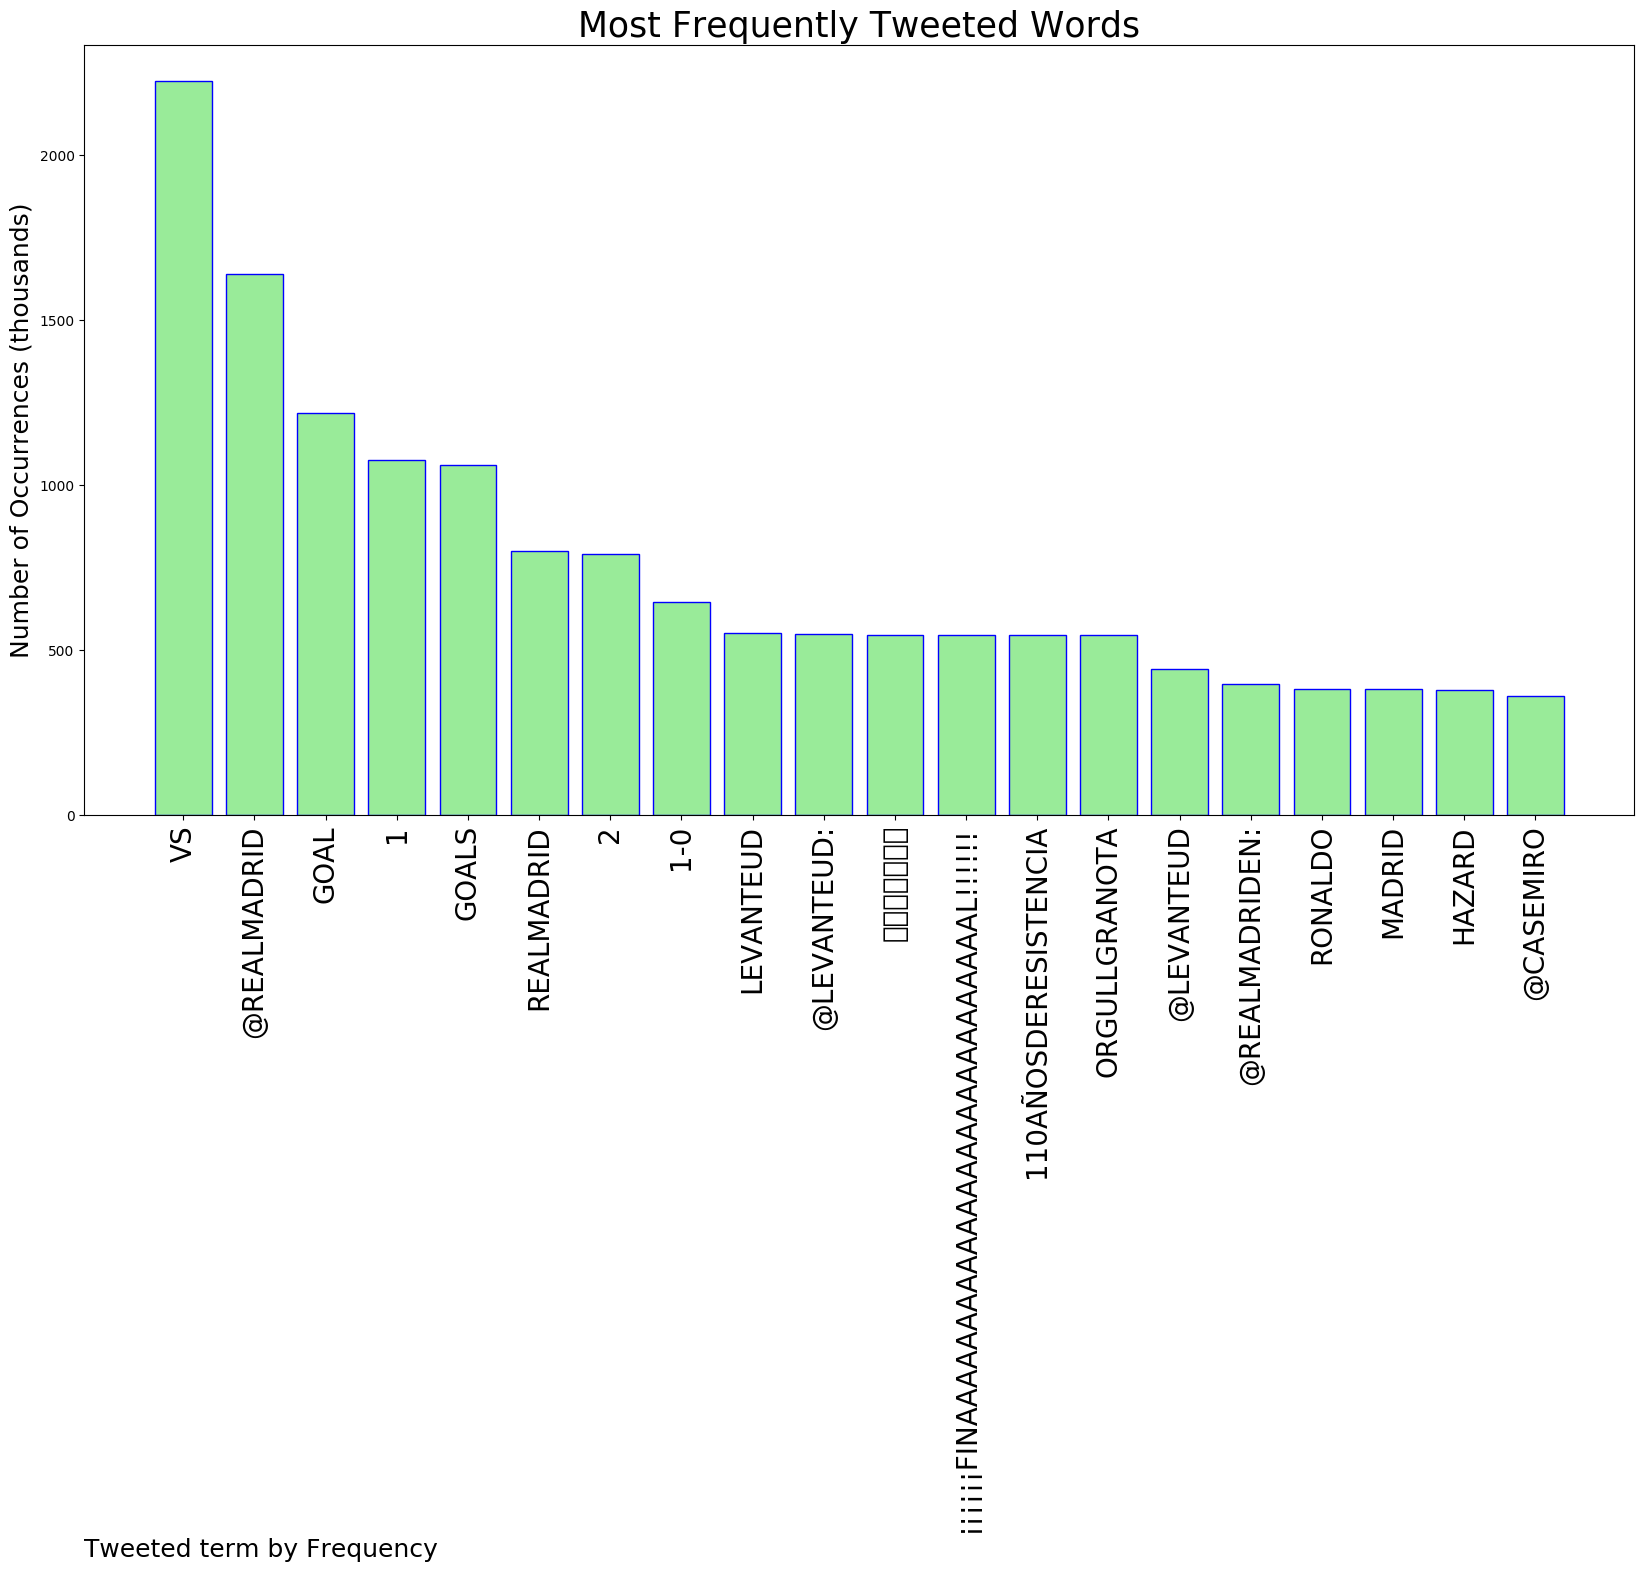 Most Frequently Tweeted Words
Number of Occurrences (thousands)
2000
1500
1000
500
0
VS
@REALMADRID
GOAL
1
GOALS
REALMADRID
2
1-0
LEVANTEUD
@LEVANTEUD:
¡¡¡¡¡¡FINAAAAAAAAAAAAAAAAAAAAAAAAAAAL!!!!!!
110AÑOSDERESISTENCIA
ORGULLGRANOTA
@LEVANTEUD
@REALMADRIDEN:
RONALDO
MADRID
HAZARD
@CASEMIRO
Tweeted term by Frequency